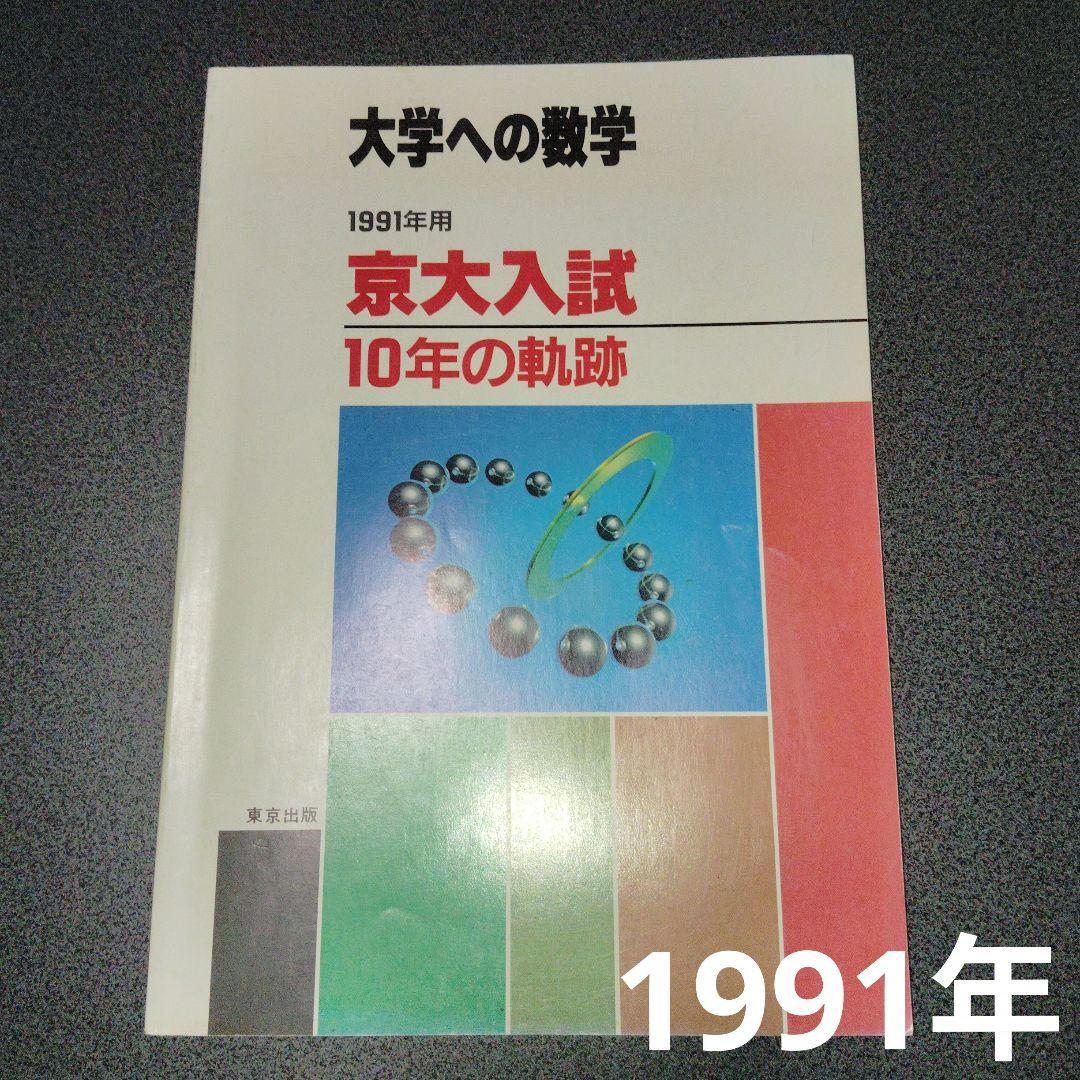 大学への数学
1991年用
京大入試
10年の軌跡
東京出版
1991年